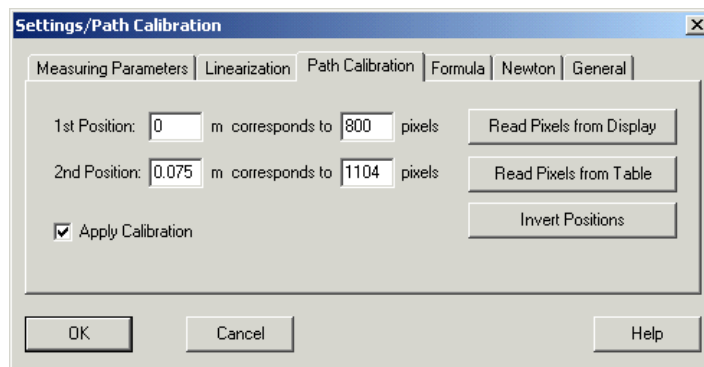 Settings/Path Calibration
Measuring Parameters Linearization Path Calibration Formula Newton General
1st Position: 0 m corresponds to 800 pixels Read Pixels from Display
2nd Position: 0.075 m corresponds to 1104 pixels Read Pixels from Table
Invert Positions
Apply Calibration
OK Cancel Help